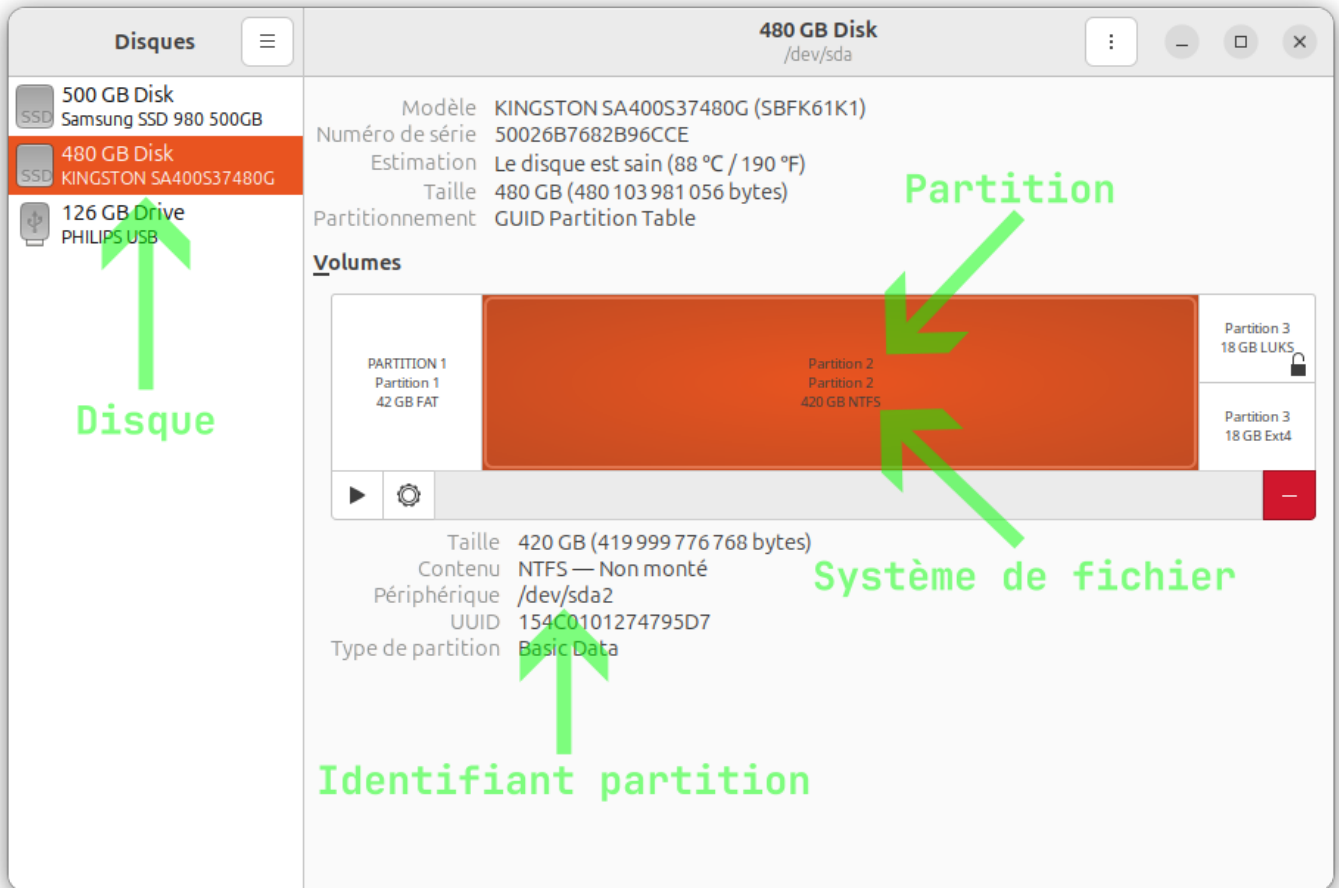 Disques
480 GB Disk
/dev/sda
SSD
500 GB Disk
Samsung SSD 980 500GB
SSD
480 GB Disk
KINGSTON SA400S37480G
126 GB Drive
PHILIPS USB
Disque
Modèle KINGSTON SA400S37480G (SBFK61K1)
Numéro de série 50026B7682B96CCE
Estimation Le disque est sain (88 °C / 190 °F)
Taille 480 GB (480 103 981 056 bytes)
Partitionnement GUID Partition Table
Partition
Volumes
PARTITION 1
Partition 1
42 GB FAT
Partition 2
Partition 2
420 GB NTFS
Partition 3
18 GB LUKS
Partition 3
18 GB Ext4
Taille 420 GB (419 999 776 768 bytes)
Contenu NTFS — Non monté
Périphérique /dev/sda2
UUID 154C0101274795D7
Type de partition Basic Data
Système de fichier
Identifiant partition